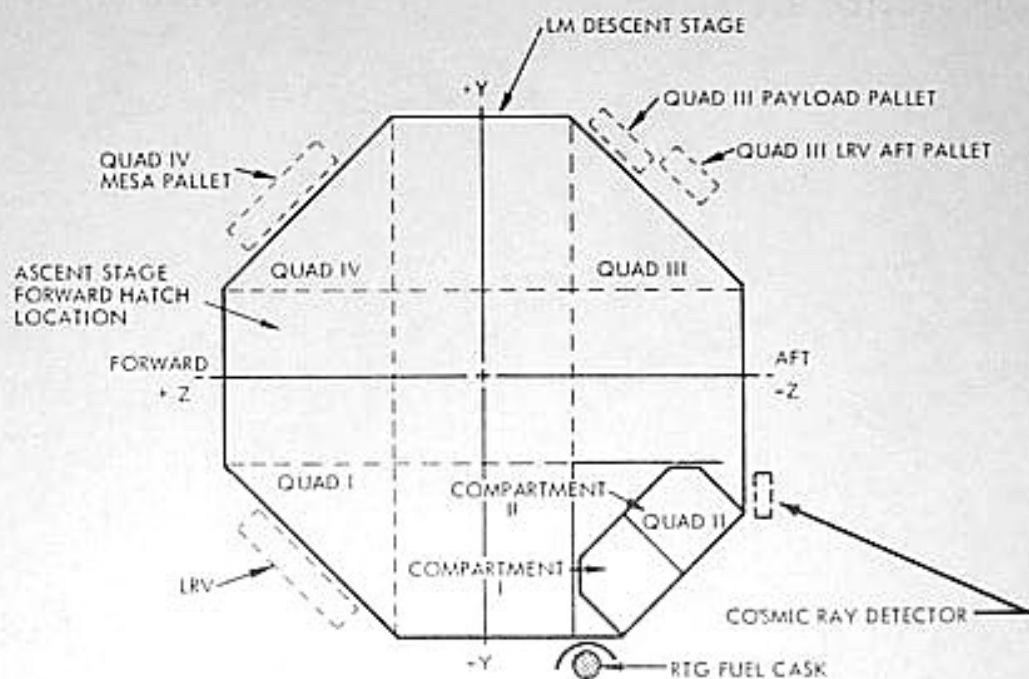 LM DESCENT STAGE
+Y
QUAD III PAYLOAD PALLET
QUAD IV
MESA PALLET
QUAD III LRV AFT PALLET
QUAD IV
QUAD III
ASCENT STAGE
FORWARD HATCH
LOCATION
FORWARD
+ Z
AFT
-Z
QUAD I
COMPARTMENT
II
QUAD II
COMPARTMENT
I
LRV
COSMIC RAY DETECTOR
+Y
RTG FUEL CASK